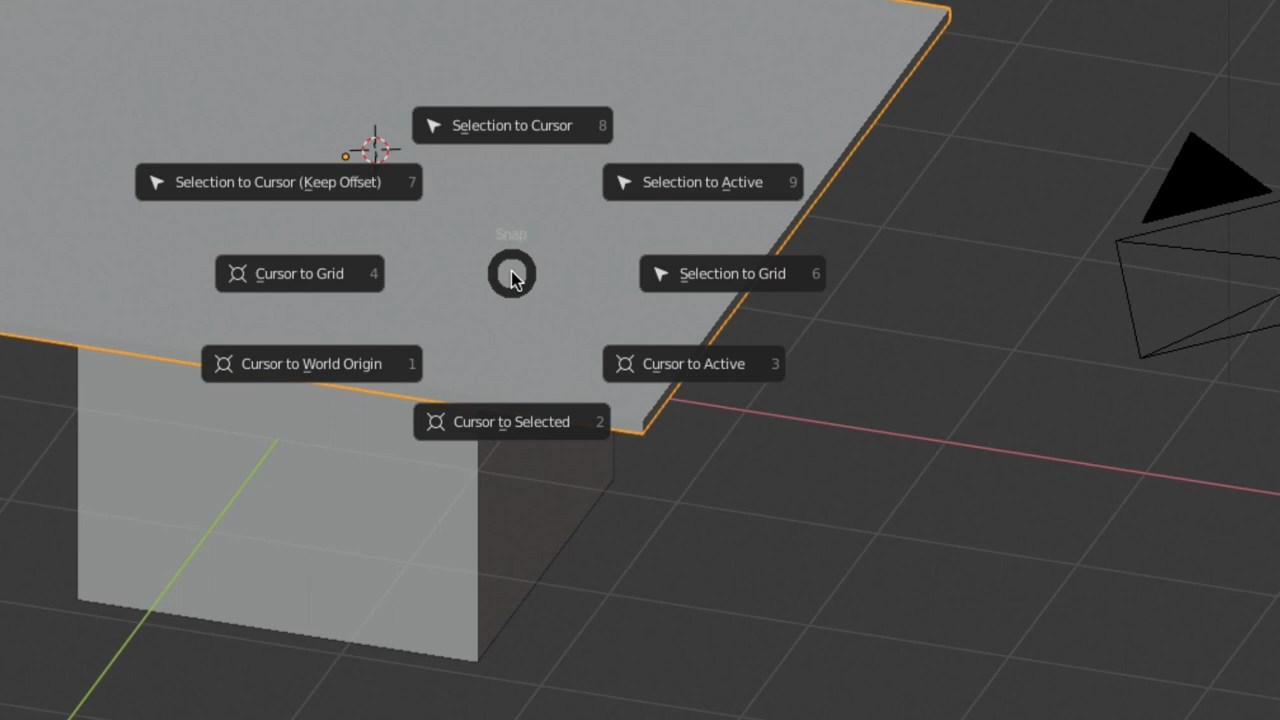 Selection to Cursor 8
Selection to Cursor (Keep Offset) 7
Selection to Active 9
Snap
Cursor to Grid 4
Selection to Grid 6
Cursor to World Origin 1
Cursor to Active 3
Cursor to Selected 2